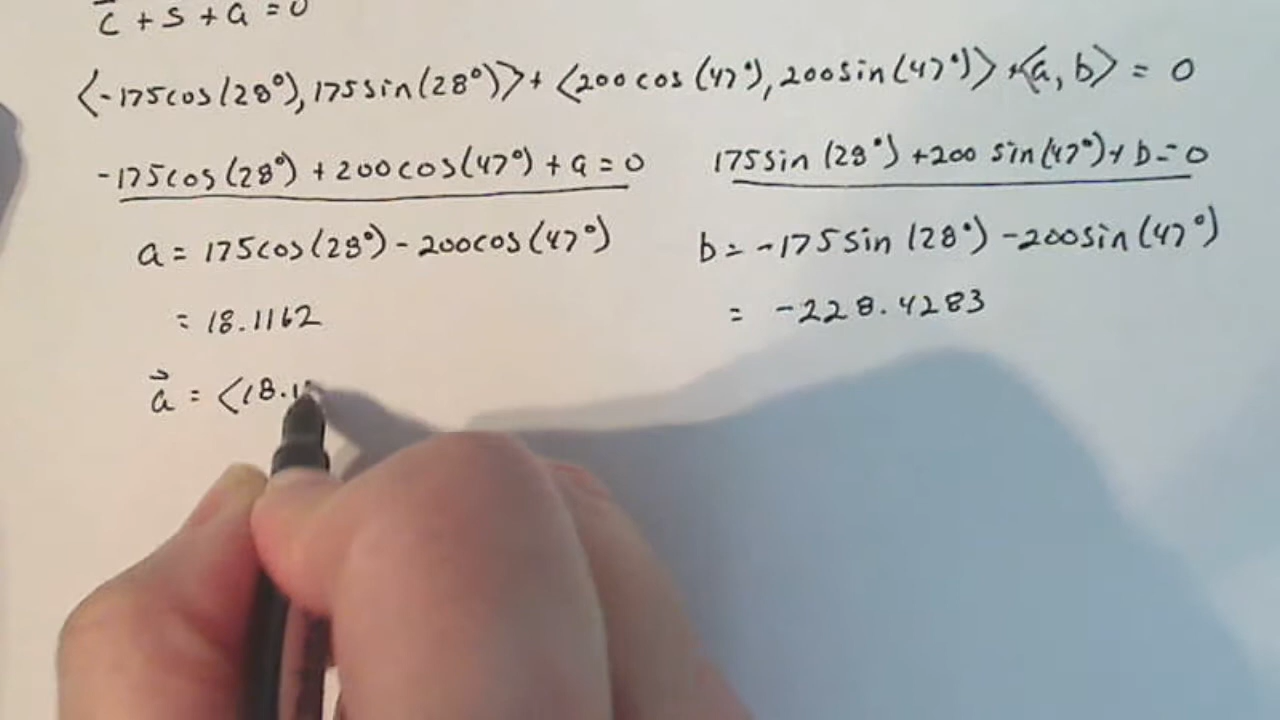 c + s + a = 0
⟨-175cos(28°), 175sin(28°)⟩ + ⟨200cos(47°), 200sin(47°)⟩ + ⟨a, b⟩ = 0
-175cos(28°) + 200cos(47°) + a = 0
175sin(28°) + 200 sin(47°) + b = 0
a = 175cos(28°) - 200cos(47°)
b = -175sin(28°) - 200sin(47°)
= 18.1162
= -228.4283
a⃗ = ⟨18.1